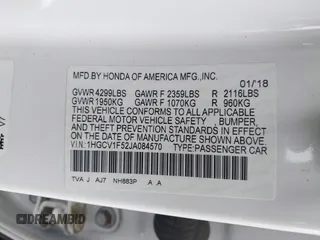 MFD BY HONDA OF AMERICA MFG.,INC.
01/18
GVWR 4299LBS GAWR F 2359LBS R 2116LBS
GVWR 1950KG GAWR F 1070KG R 960KG
THIS VEHICLE CONFORMS TO ALL APPLICABLE
FEDERAL MOTOR VEHICLE SAFETY , BUMPER,
AND THEFT PREVENTION STANDARDS IN EFFECT
ON THE DATE OF MANUFACTURE SHOWN ABOVE.
V I N : 1HGCV1F52JA084570 TYPE:PASSENGER CAR
TVA J AJ7 NH883P A A
DREAMBID